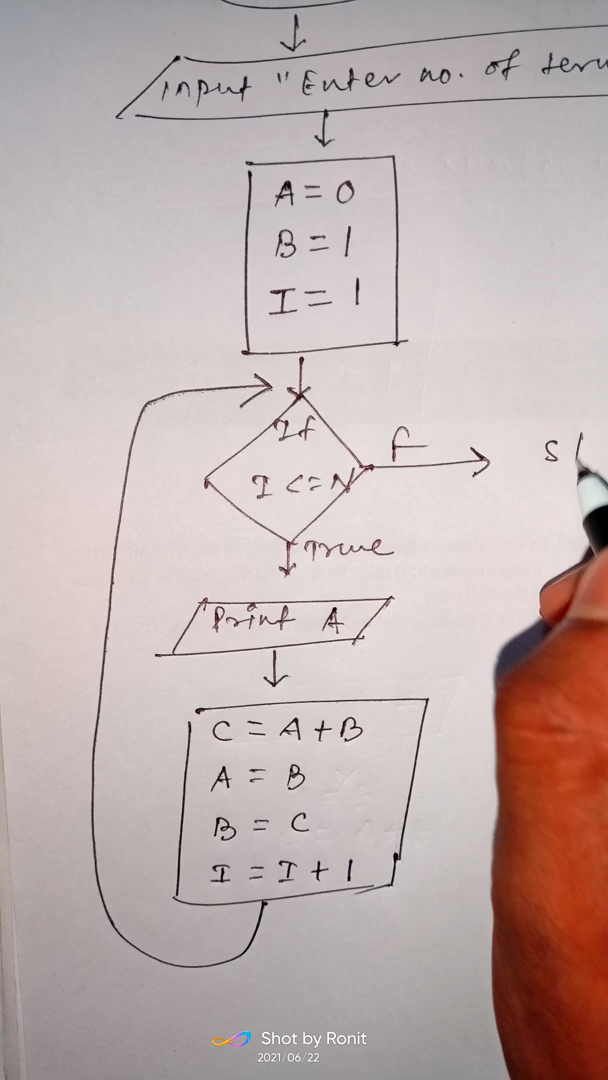 Input "Enter no. of
A = 0
B = 1
I = 1
If
I <= N
F
S
True
Print A
C = A + B
A = B
B = C
I = I + 1
Shot by Ronit
2021/06/22